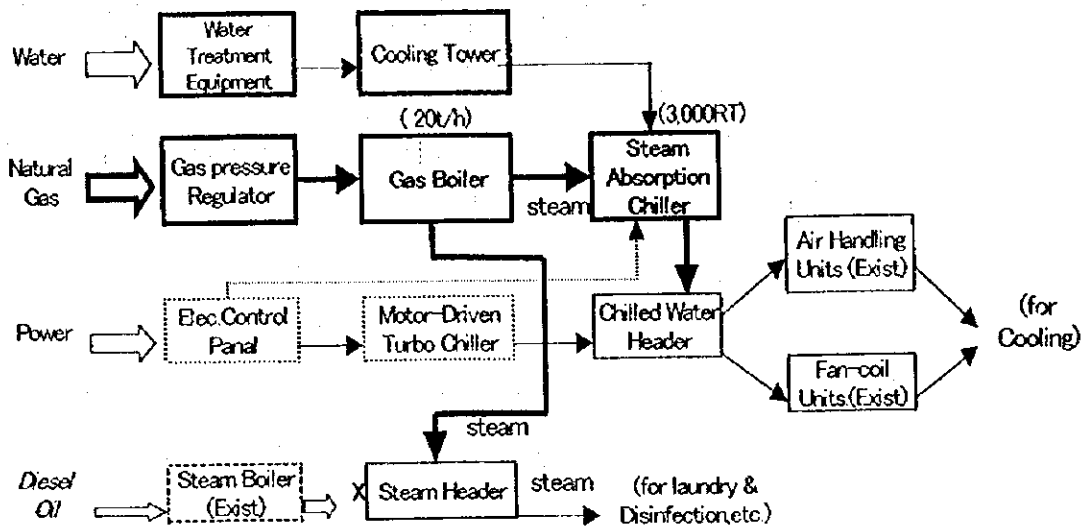 Water
Water
Treatment
Equipment
Cooling Tower
( 20t/h)
(3,000RT)
Natural
Gas
Gas pressure
Regulator
Gas Boiler
steam
Steam
Absorption
Chiller
Air Handling
Units (Exist)
Power
Elec.Control
Panal
Motor-Driven
Turbo Chiller
Chilled Water
Header
(for
Cooling)
Fan-coil
Units.(Exist)
steam
Diesel
Oil
Steam Boiler
(Exist)
X
Steam Header
steam
(for laundry &
Disinfection,etc.)